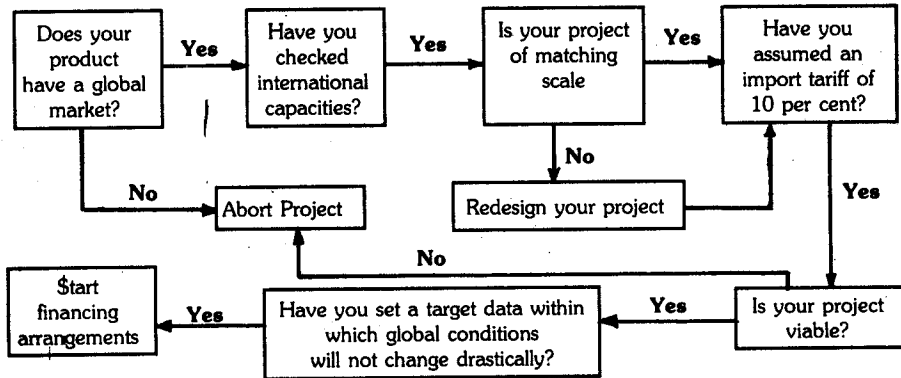 Does your
product
have a global
market?
Yes
Have you
checked
international
capacities?
Yes
Is your project
of matching
scale
Yes
Have you
assumed an
import tariff of
10 per cent?
No
Abort Project
No
Redesign your project
Yes
No
$tart
financing
arrangements
Yes
Have you set a target data within
which global conditions
will not change drastically?
Yes
Is your project
viable?